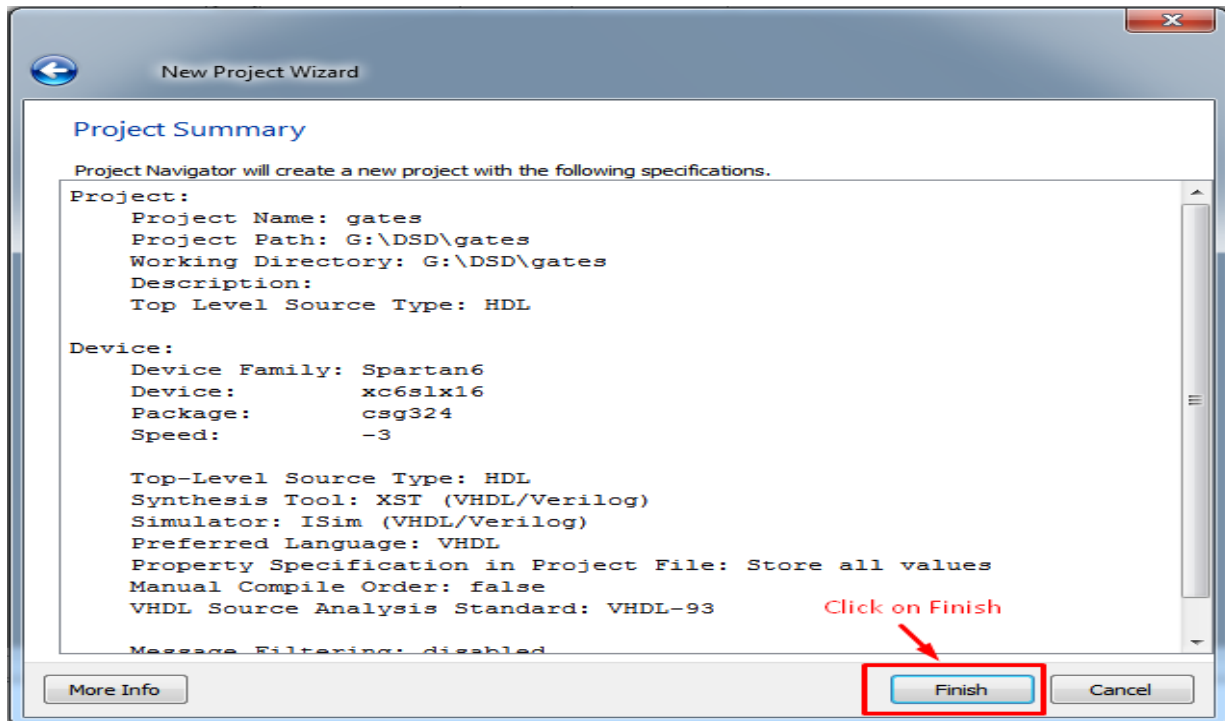 New Project Wizard
Project Summary
Project Navigator will create a new project with the following specifications.
Project:
Project Name: gates
Project Path: G:\DSD\gates
Working Directory: G:\DSD\gates
Description:
Top Level Source Type: HDL
Device:
Device Family: Spartan6
Device: xc6slx16
Package: csg324
Speed: -3
Top-Level Source Type: HDL
Synthesis Tool: XST (VHDL/Verilog)
Simulator: ISim (VHDL/Verilog)
Preferred Language: VHDL
Property Specification in Project File: Store all values
Manual Compile Order: false
VHDL Source Analysis Standard: VHDL-93
Click on Finish
Message Filtering: disabled
More Info
Finish
Cancel